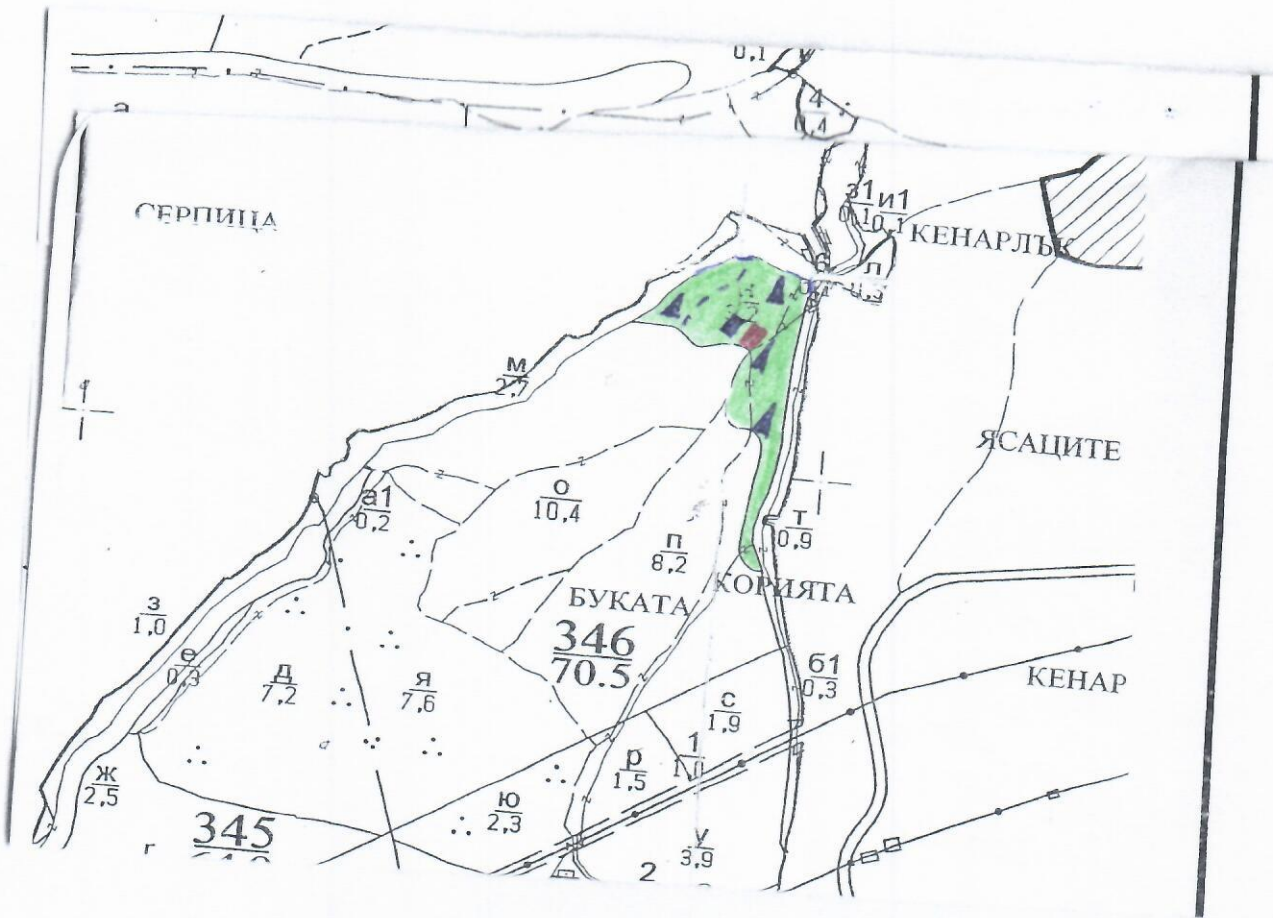 0,1
4
0,4
а
СЕРПИЦА
з1
0,1
и1
0,1
КЕНАРЛЪК
6
л
м
2,7
ЯСАЦИТЕ
о
10,4
а1
0,2
т
0,9
п
8,2
КОРИЯТА
БУКАТА
з
1,0
346
70.5
е
0,3
д
7,2
я
7,6
б1
0,3
КЕНАР
с
1,9
р
1,5
1
1,0
ж
2,5
ю
2,3
345
у
3,9
г
2